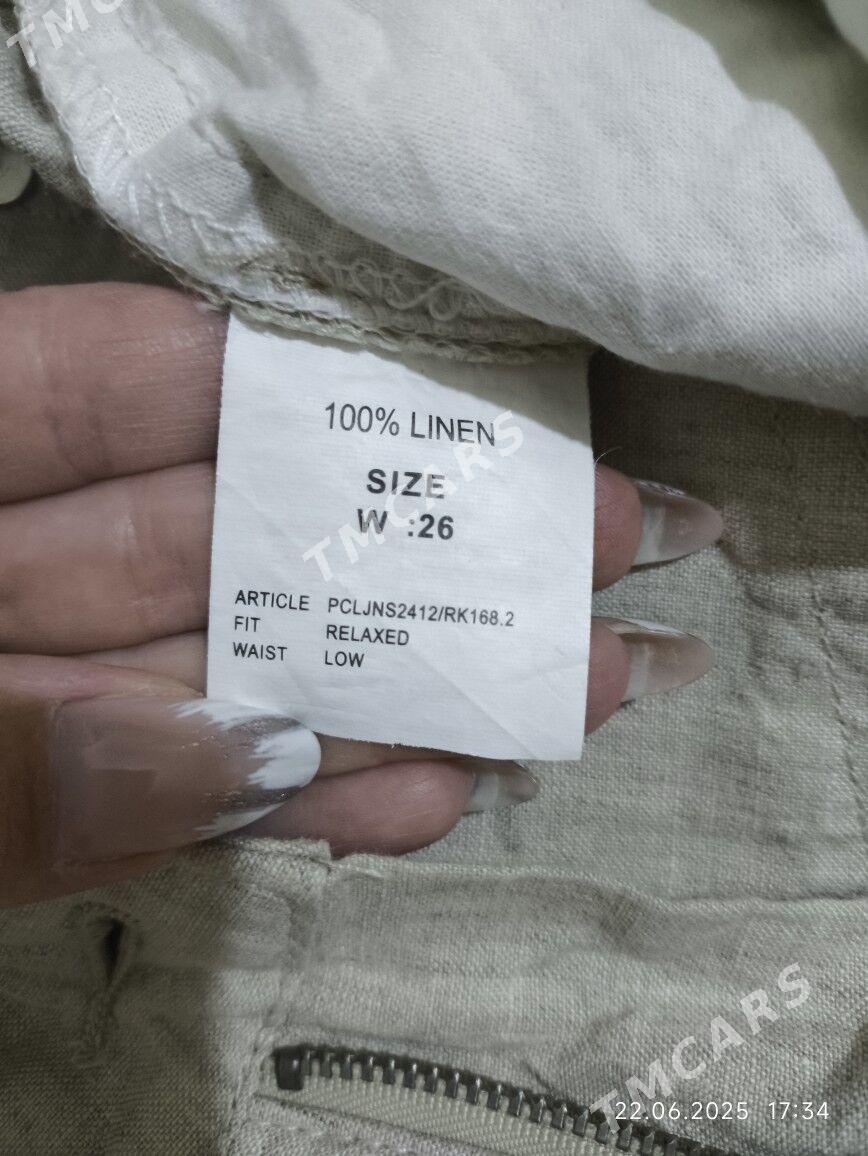 TMCARS
100% LINEN
SIZE
W :26
TMCARS
ARTICLE PCLJNS2412/RK168.2
FIT RELAXED
WAIST LOW
TMCARS
22.06.2025 17:34